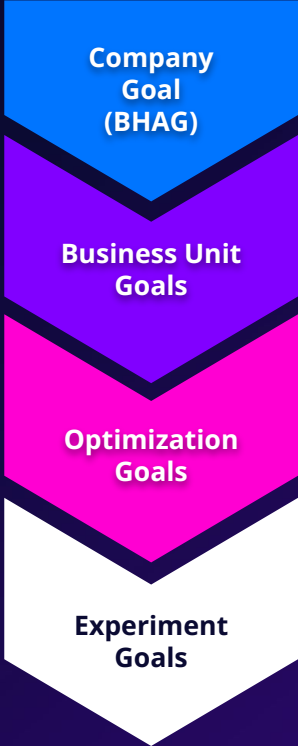 Company
Goal
(BHAG)
Business Unit
Goals
Optimization
Goals
Experiment
Goals